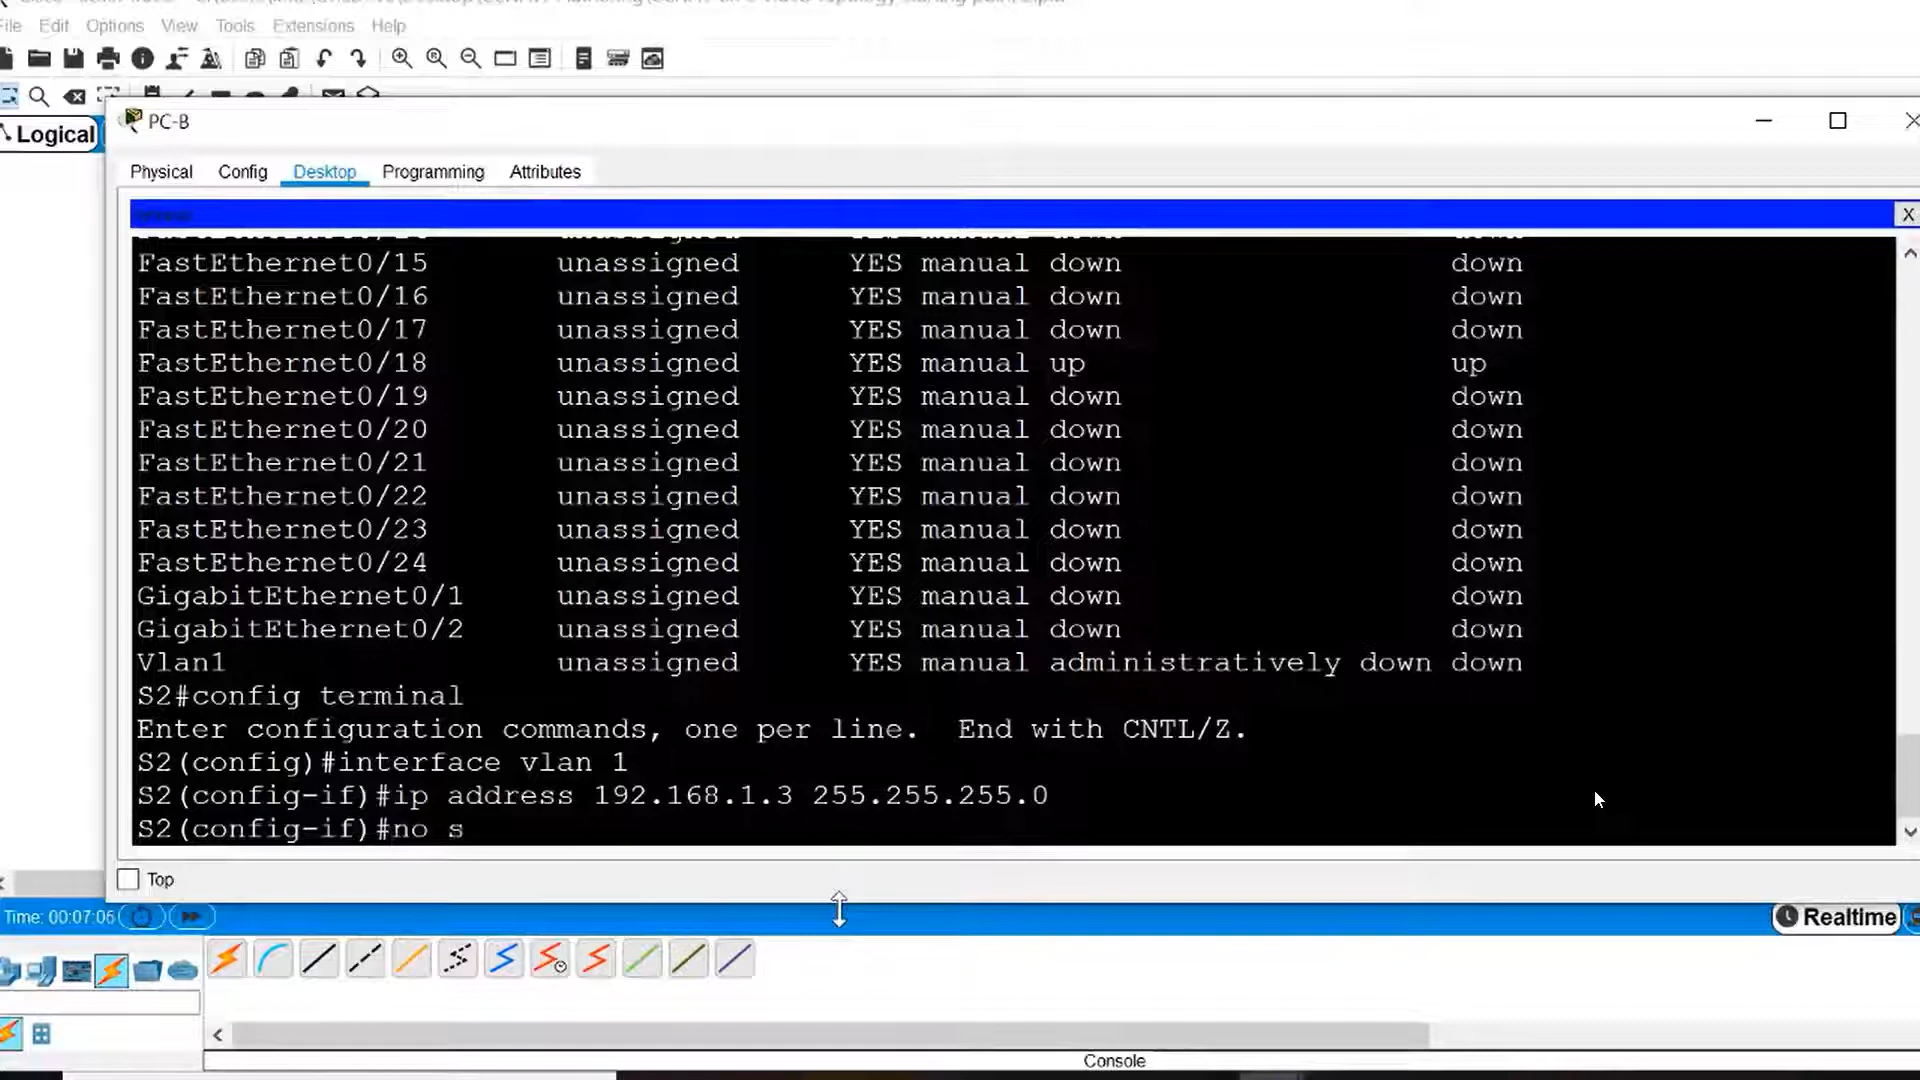 File Edit Options View Tools Extensions Help
Logical
PC-B
Physical Config Desktop Programming Attributes
X
FastEthernet0/15 unassigned YES manual down down
FastEthernet0/16 unassigned YES manual down down
FastEthernet0/17 unassigned YES manual down down
FastEthernet0/18 unassigned YES manual up up
FastEthernet0/19 unassigned YES manual down down
FastEthernet0/20 unassigned YES manual down down
FastEthernet0/21 unassigned YES manual down down
FastEthernet0/22 unassigned YES manual down down
FastEthernet0/23 unassigned YES manual down down
FastEthernet0/24 unassigned YES manual down down
GigabitEthernet0/1 unassigned YES manual down down
GigabitEthernet0/2 unassigned YES manual down down
Vlan1 unassigned YES manual administratively down down
S2#config terminal
Enter configuration commands, one per line.  End with CNTL/Z.
S2(config)#interface vlan 1
S2(config-if)#ip address 192.168.1.3 255.255.255.0
S2(config-if)#no s
Top
Time: 00:07:06
Realtime
Console